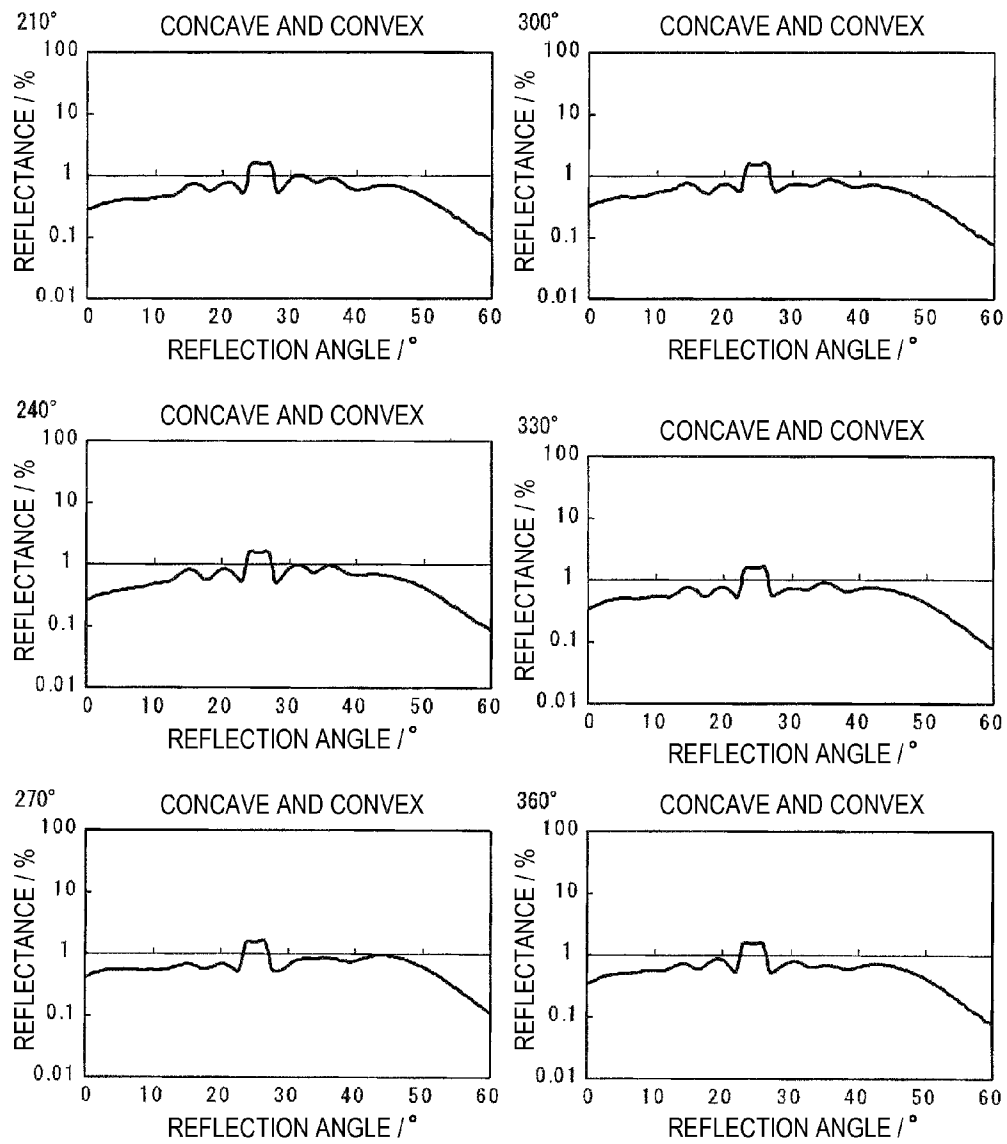 210° CONCAVE AND CONVEX
REFLECTANCE / %
100
10
1
0.1
0.01
0 10 20 30 40 50 60
REFLECTION ANGLE / °
300° CONCAVE AND CONVEX
REFLECTANCE / %
100
10
1
0.1
0.01
0 10 20 30 40 50 60
REFLECTION ANGLE / °
240° CONCAVE AND CONVEX
REFLECTANCE / %
100
10
1
0.1
0.01
0 10 20 30 40 50 60
REFLECTION ANGLE / °
330° CONCAVE AND CONVEX
REFLECTANCE / %
100
10
1
0.1
0.01
0 10 20 30 40 50 60
REFLECTION ANGLE / °
270° CONCAVE AND CONVEX
REFLECTANCE / %
100
10
1
0.1
0.01
0 10 20 30 40 50 60
REFLECTION ANGLE / °
360° CONCAVE AND CONVEX
REFLECTANCE / %
100
10
1
0.1
0.01
0 10 20 30 40 50 60
REFLECTION ANGLE / °